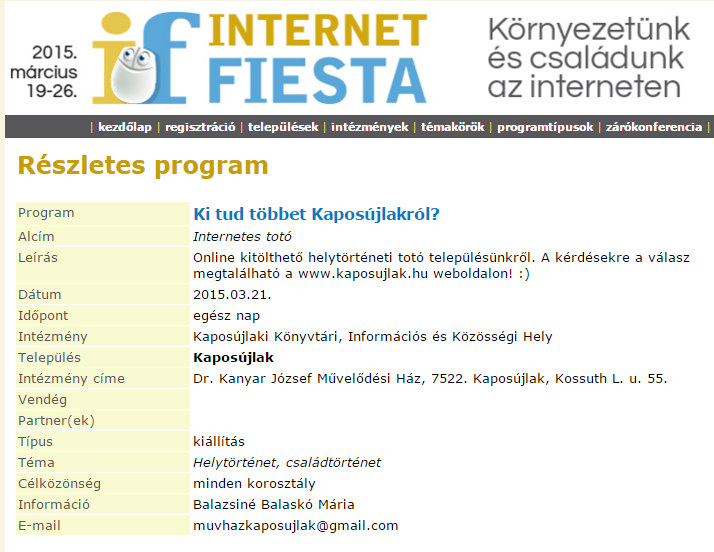 2015.
március
19-26.
if INTERNET
FIESTA
Környezetünk
és családunk
az interneten
| kezdőlap | regisztráció | települések | intézmények | témakörök | programtípusok | zárókonferencia |
Részletes program
Program Ki tud többet Kaposújlakról?
Alcím Internetes totó
Leírás Online kitölthető helytörténeti totó településünkről. A kérdésekre a válasz
megtalálható a www.kaposujlak.hu weboldalon! :)
Dátum 2015.03.21.
Időpont egész nap
Intézmény Kaposújlaki Könyvtári, Információs és Közösségi Hely
Település Kaposújlak
Intézmény címe Dr. Kanyar József Művelődési Ház, 7522. Kaposújlak, Kossuth L. u. 55.
Vendég
Partner(ek)
Típus kiállítás
Téma Helytörténet, családtörténet
Célközönség minden korosztály
Információ Balazsiné Balaskó Mária
E-mail muvhazkaposujlak@gmail.com